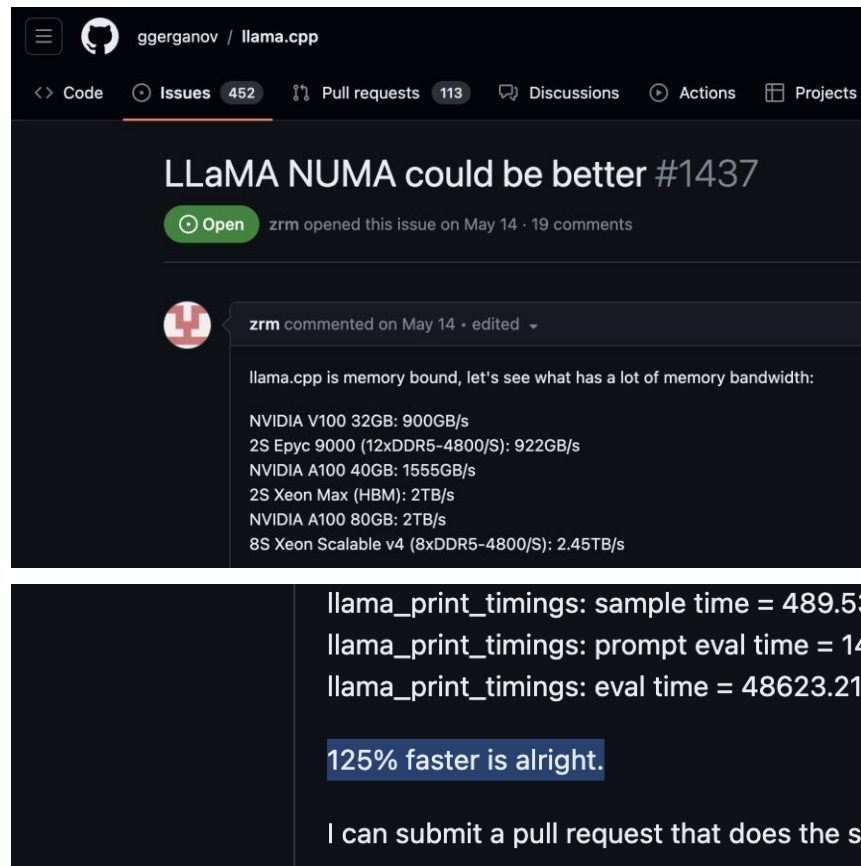 ggerganov / llama.cpp
Code Issues 452 Pull requests 113 Discussions Actions Projects
LLaMA NUMA could be better #1437
Open zrm opened this issue on May 14 · 19 comments
zrm commented on May 14 • edited
llama.cpp is memory bound, let's see what has a lot of memory bandwidth:
NVIDIA V100 32GB: 900GB/s
2S Epyc 9000 (12xDDR5-4800/S): 922GB/s
NVIDIA A100 40GB: 1555GB/s
2S Xeon Max (HBM): 2TB/s
NVIDIA A100 80GB: 2TB/s
8S Xeon Scalable v4 (8xDDR5-4800/S): 2.45TB/s
llama_print_timings: sample time = 489.53
llama_print_timings: prompt eval time = 14
llama_print_timings: eval time = 48623.21
125% faster is alright.
I can submit a pull request that does the s